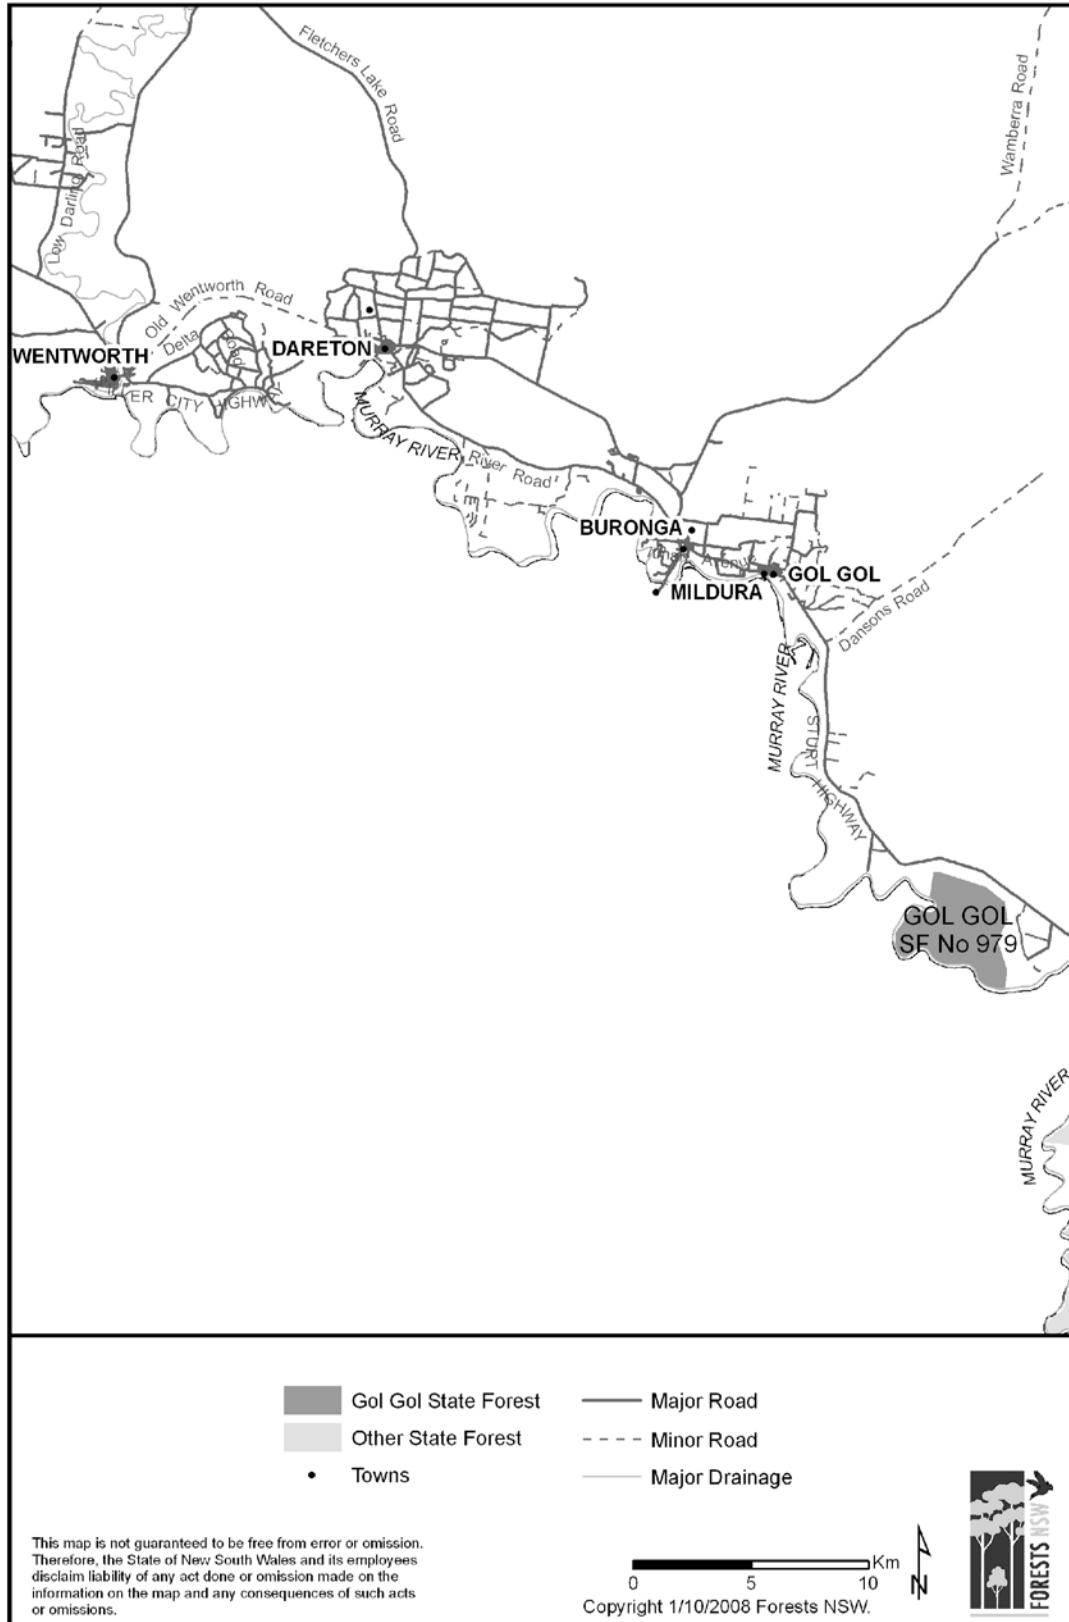 Fletchers Lake Road
Wamberra Road
Low Darling Road
Old Wentworth Road
Delta Road
WENTWORTH
DARETON
ER CITY HIGHW
MURRAY RIVER
River Road
BURONGA
Avenue
GOL GOL
MILDURA
Dansons Road
MURRAY RIVER
STURT HIGHWAY
GOL GOL
SF No 979
MURRAY RIVER
Gol Gol State Forest
Other State Forest
Towns
Major Road
Minor Road
Major Drainage
This map is not guaranteed to be free from error or omission.
Therefore, the State of New South Wales and its employees
disclaim liability of any act done or omission made on the
information on the map and any consequences of such acts
or omissions.
Km
0 5 10
N
Copyright 1/10/2008 Forests NSW.
FORESTS NSW